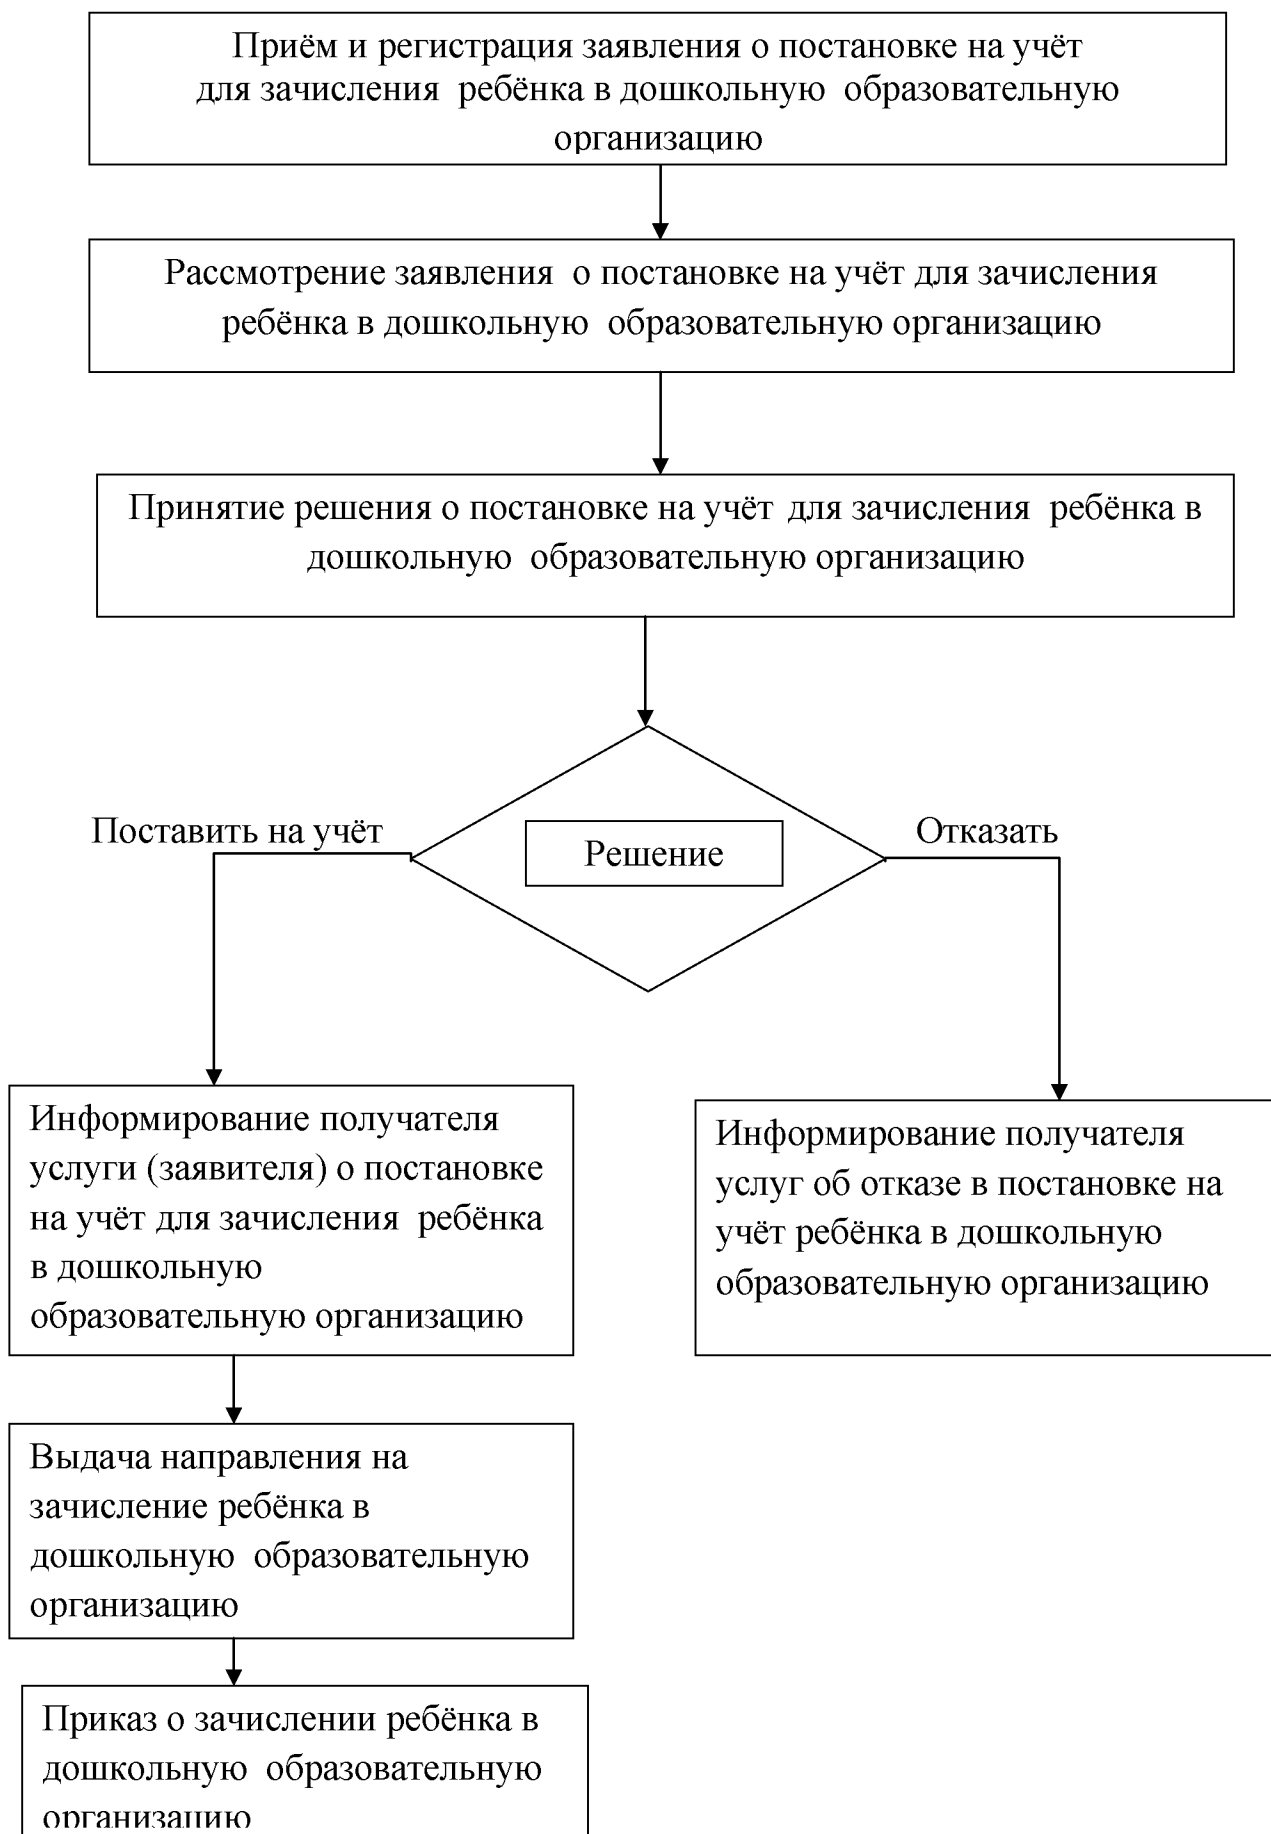 Приём и регистрация заявления о постановке на учёт
для зачисления ребёнка в дошкольную образовательную
организацию
Рассмотрение заявления о постановке на учёт для зачисления
ребёнка в дошкольную образовательную организацию
Принятие решения о постановке на учёт для зачисления ребёнка в
дошкольную образовательную организацию
Поставить на учёт
Решение
Отказать
Информирование получателя
услуги (заявителя) о постановке
на учёт для зачисления ребёнка
в дошкольную
образовательную организацию
Информирование получателя
услуг об отказе в постановке на
учёт ребёнка в дошкольную
образовательную организацию
Выдача направления на
зачисление ребёнка в
дошкольную образовательную
организацию
Приказ о зачислении ребёнка в
дошкольную образовательную
организацию